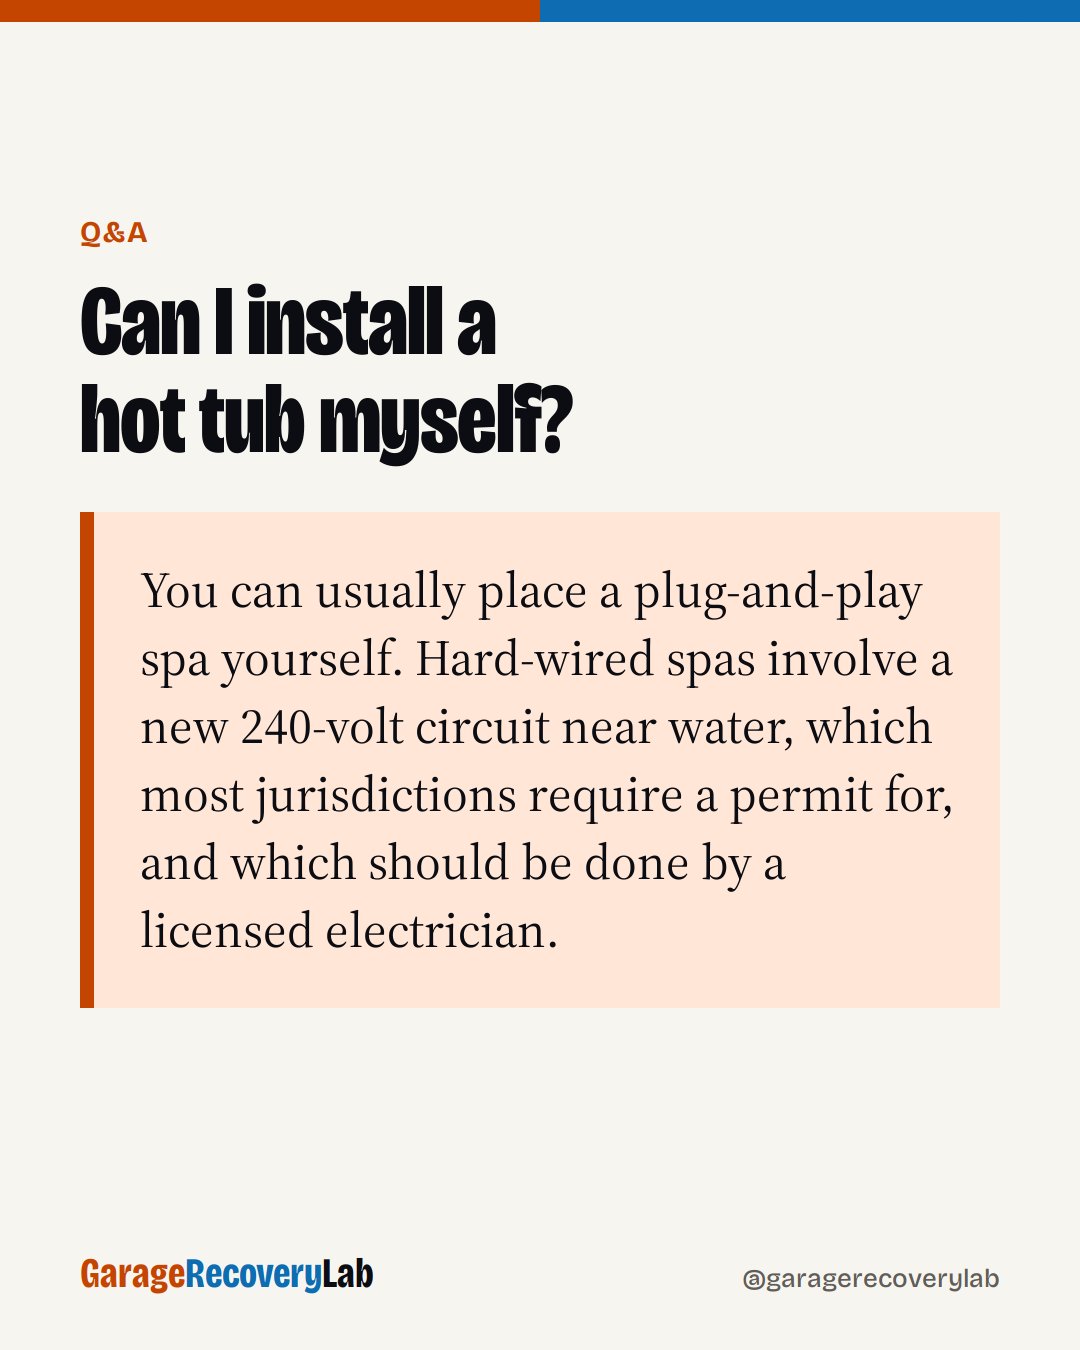 Q&A
Can I install a
hot tub myself?
You can usually place a plug-and-play
spa yourself. Hard-wired spas involve a
new 240-volt circuit near water, which
most jurisdictions require a permit for,
and which should be done by a
licensed electrician.
GarageRecoveryLab
@garagerecoverylab